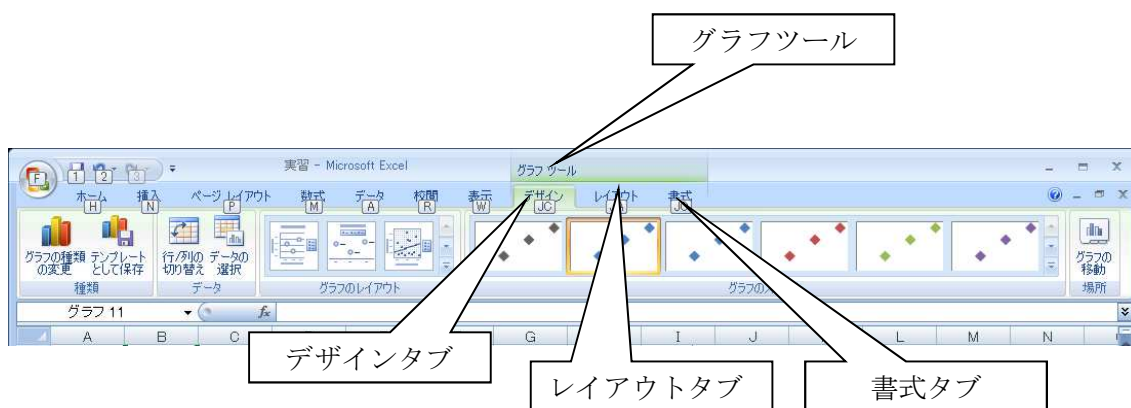 グラフツール
実習 - Microsoft Excel
グラフ ツール
F 1 2 3
ホーム 挿入 ページ レイアウト 数式 データ 校閲 表示 デザイン レイアウト 書式
H N P M A R W JC JA JO
グラフの種類の変更 テンプレートとして保存 行/列の切り替え データの選択 グラフの移動
種類 データ グラフのレイアウト 場所
グラフ 11 fx
A B C G I J L M N
デザインタブ
レイアウトタブ
書式タブ